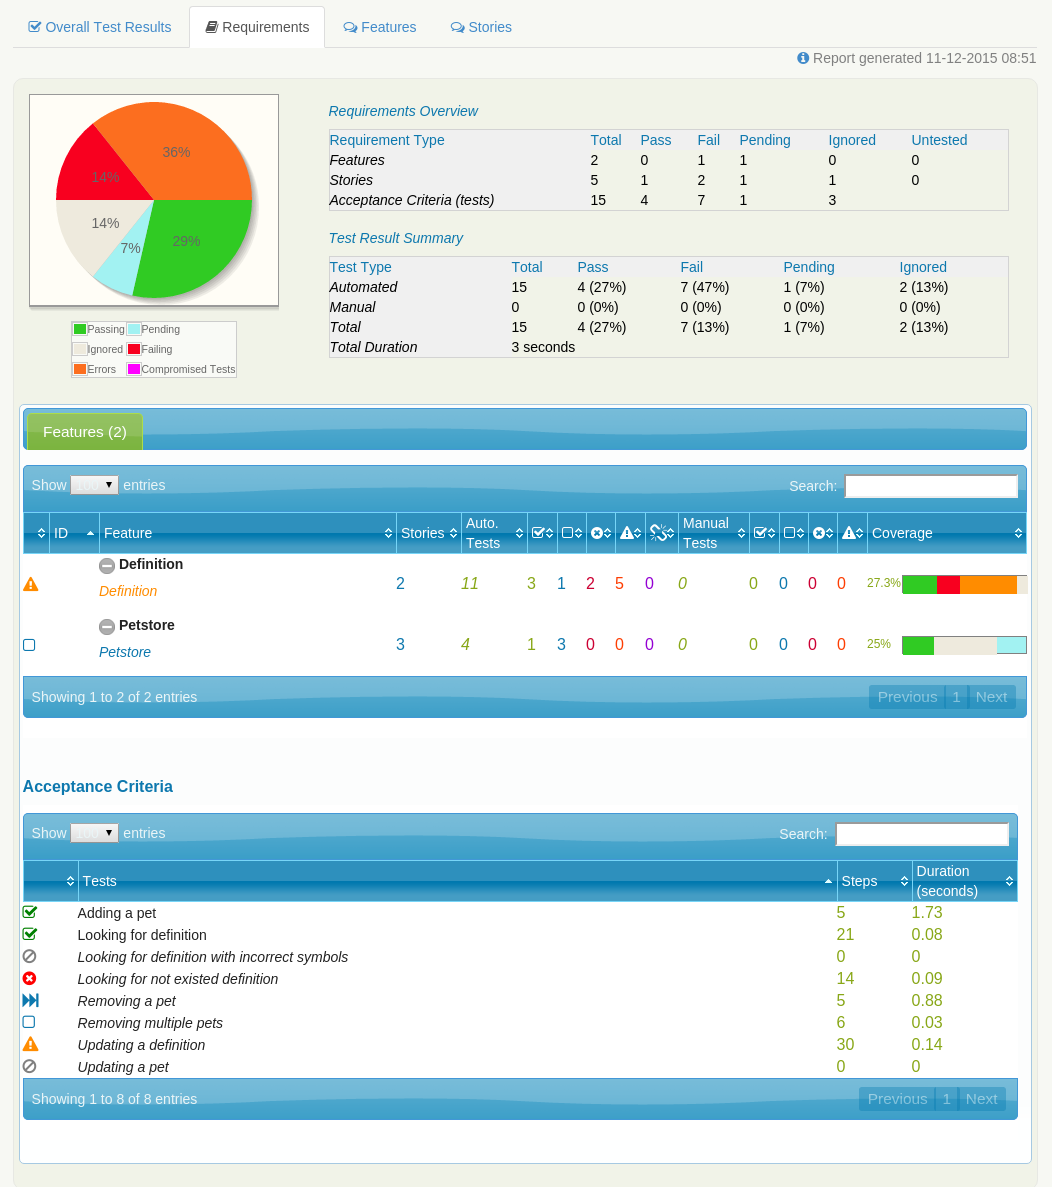 Overall Test Results Requirements Features Stories
Report generated 11-12-2015 08:51
36%
14%
14%
7%
29%
Passing Pending
Ignored Failing
Errors Compromised Tests
Requirements Overview
Requirement Type Total Pass Fail Pending Ignored Untested
Features 2 0 1 1 0 0
Stories 5 1 2 1 1 0
Acceptance Criteria (tests) 15 4 7 1 3
Test Result Summary
Test Type Total Pass Fail Pending Ignored
Automated 15 4 (27%) 7 (47%) 1 (7%) 2 (13%)
Manual 0 0 (0%) 0 (0%) 0 (0%) 0 (0%)
Total 15 4 (27%) 7 (13%) 1 (7%) 2 (13%)
Total Duration 3 seconds
Features (2)
Show 100 entries Search:
ID Feature Stories Auto. Tests Manual Tests Coverage
Definition
Definition 2 11 3 1 2 5 0 0 0 0 0 0 27.3%
Petstore
Petstore 3 4 1 3 0 0 0 0 0 0 0 0 25%
Showing 1 to 2 of 2 entries Previous 1 Next
Acceptance Criteria
Show 100 entries Search:
Tests Steps Duration (seconds)
Adding a pet 5 1.73
Looking for definition 21 0.08
Looking for definition with incorrect symbols 0 0
Looking for not existed definition 14 0.09
Removing a pet 5 0.88
Removing multiple pets 6 0.03
Updating a definition 30 0.14
Updating a pet 0 0
Showing 1 to 8 of 8 entries Previous 1 Next